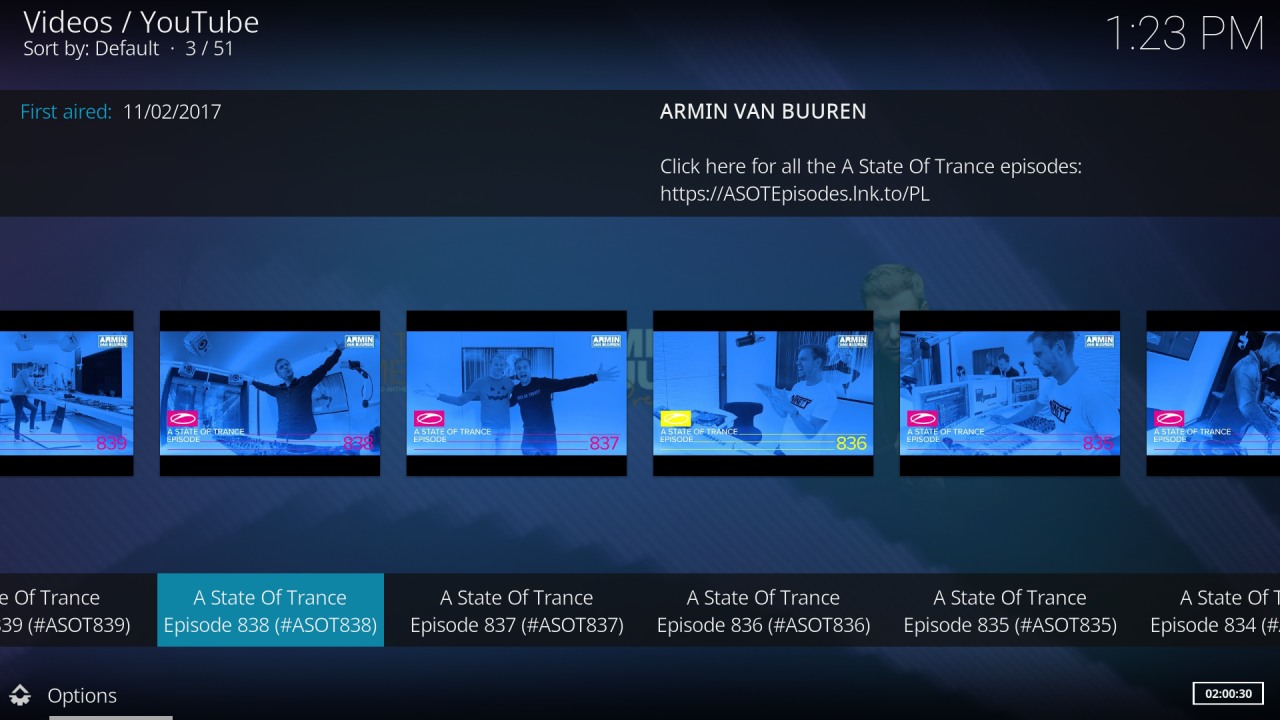 Videos / YouTube
1:23 PM
Sort by: Default · 3 / 51
First aired: 11/02/2017
ARMIN VAN BUUREN
Click here for all the A State Of Trance episodes:
https://ASOTEpisodes.lnk.to/PL
ARMIN
VAN BUUREN
839
ARMIN
VAN BUUREN
A STATE OF TRANCE
EPISODE 838
ARMIN
VAN BUUREN
A STATE OF TRANCE
EPISODE 837
ARMIN
VAN BUUREN
A STATE OF TRANCE
EPISODE 836
ARMIN
VAN BUUREN
A STATE OF TRANCE
EPISODE 835
A STATE OF TRANCE
EPISODE
e Of Trance
39 (#ASOT839)
A State Of Trance
Episode 838 (#ASOT838)
A State Of Trance
Episode 837 (#ASOT837)
A State Of Trance
Episode 836 (#ASOT836)
A State Of Trance
Episode 835 (#ASOT835)
A State Of T
Episode 834 (#
Options
02:00:30